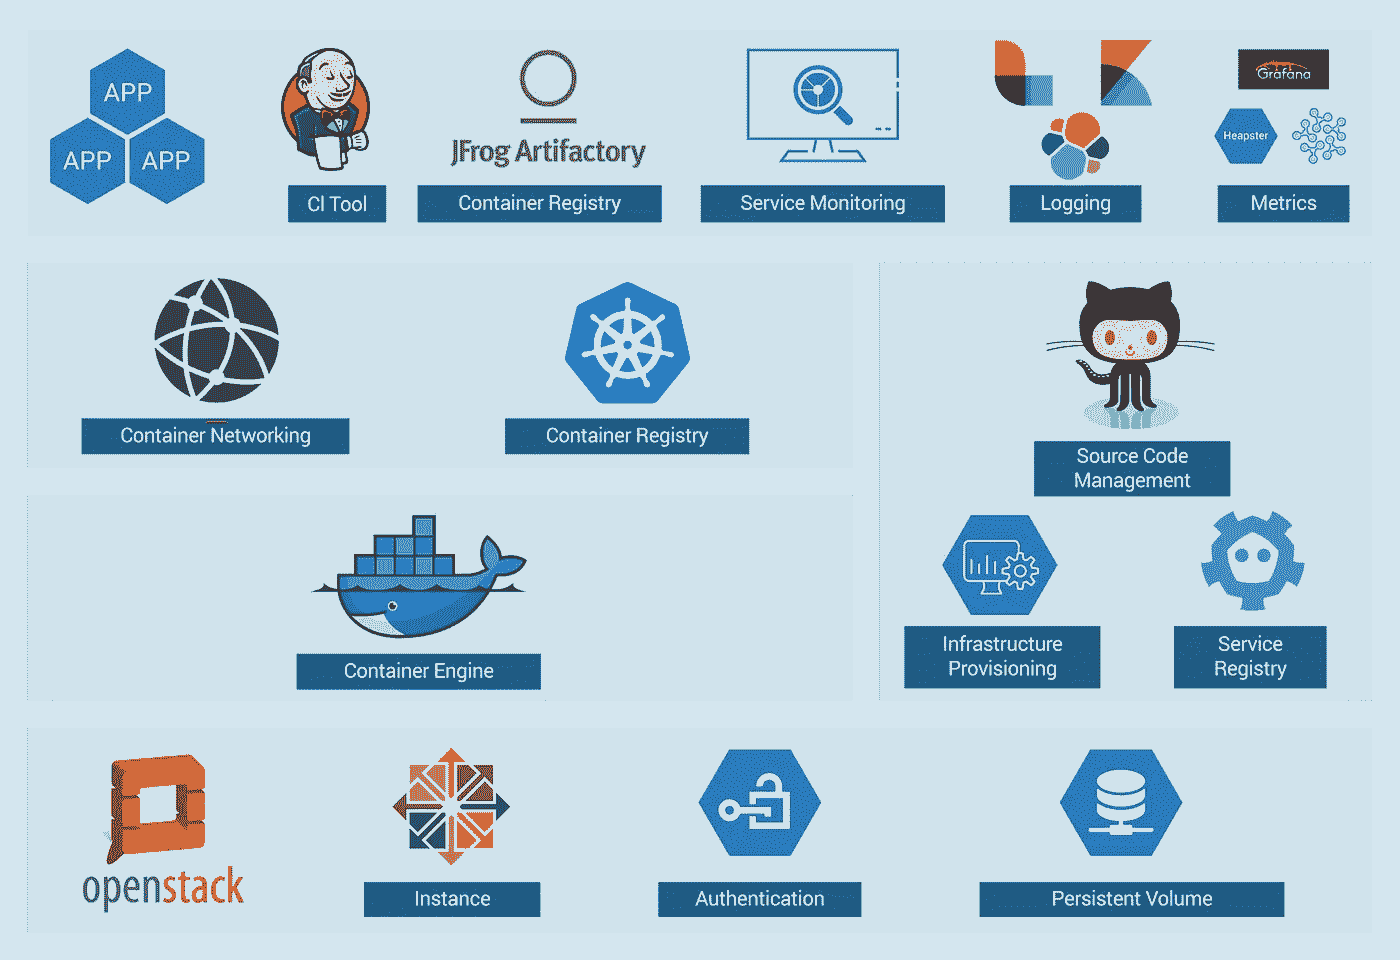 APP
APP
APP
CI Tool
JFrog Artifactory
Container Registry
Service Monitoring
Logging
Grafana
Heapster
Metrics
Container Networking
Container Registry
Source Code
Management
Container Engine
Infrastructure
Provisioning
Service
Registry
openstack
Instance
Authentication
Persistent Volume